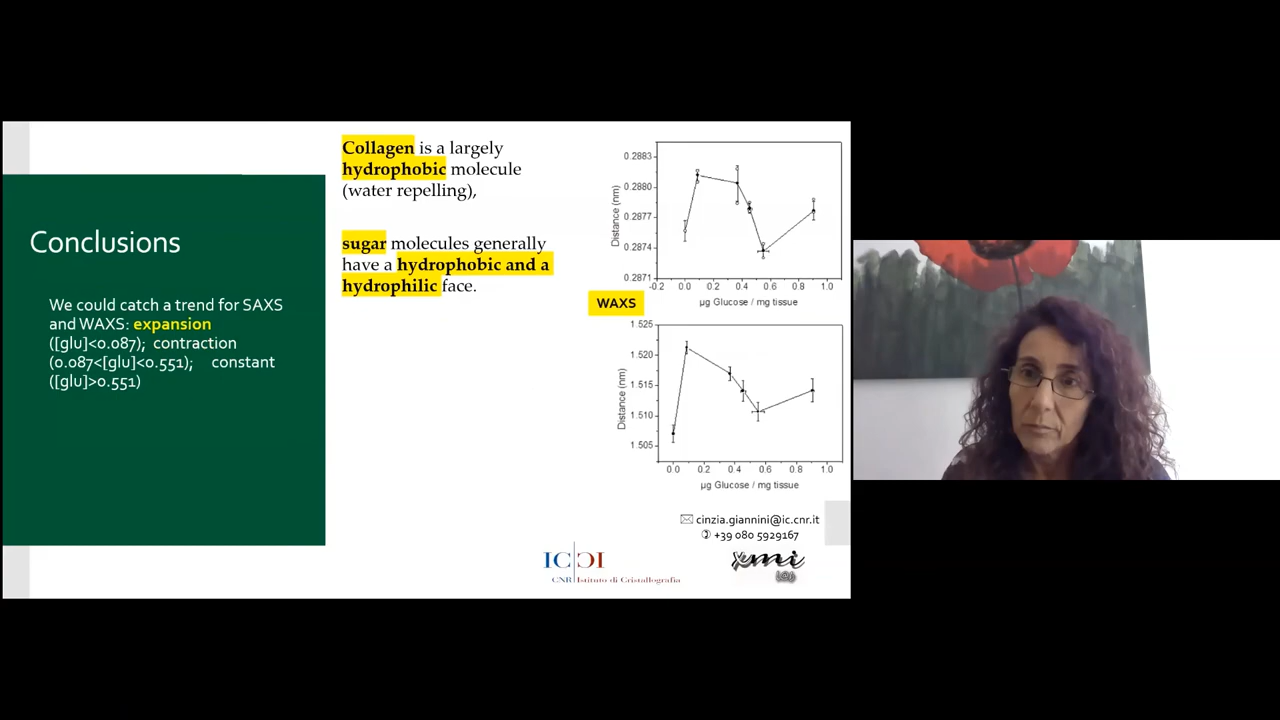 Conclusions
We could catch a trend for SAXS
and WAXS: expansion
([glu]<0.087); contraction
(0.087<[glu]<0.551); constant
([glu]>0.551)
Collagen is a largely
hydrophobic molecule
(water repelling),
sugar molecules generally
have a hydrophobic and a
hydrophilic face.
0.2883
0.2880
0.2877
0.2874
0.2871
Distance (nm)
-0.2 0.0 0.2 0.4 0.6 0.8 1.0
µg Glucose / mg tissue
WAXS
1.525
1.520
1.515
1.510
1.505
Distance (nm)
0.0 0.2 0.4 0.6 0.8 1.0
µg Glucose / mg tissue
cinzia.giannini@ic.cnr.it
+39 080 5929167
CNR Istituto di Cristallografia
xmi